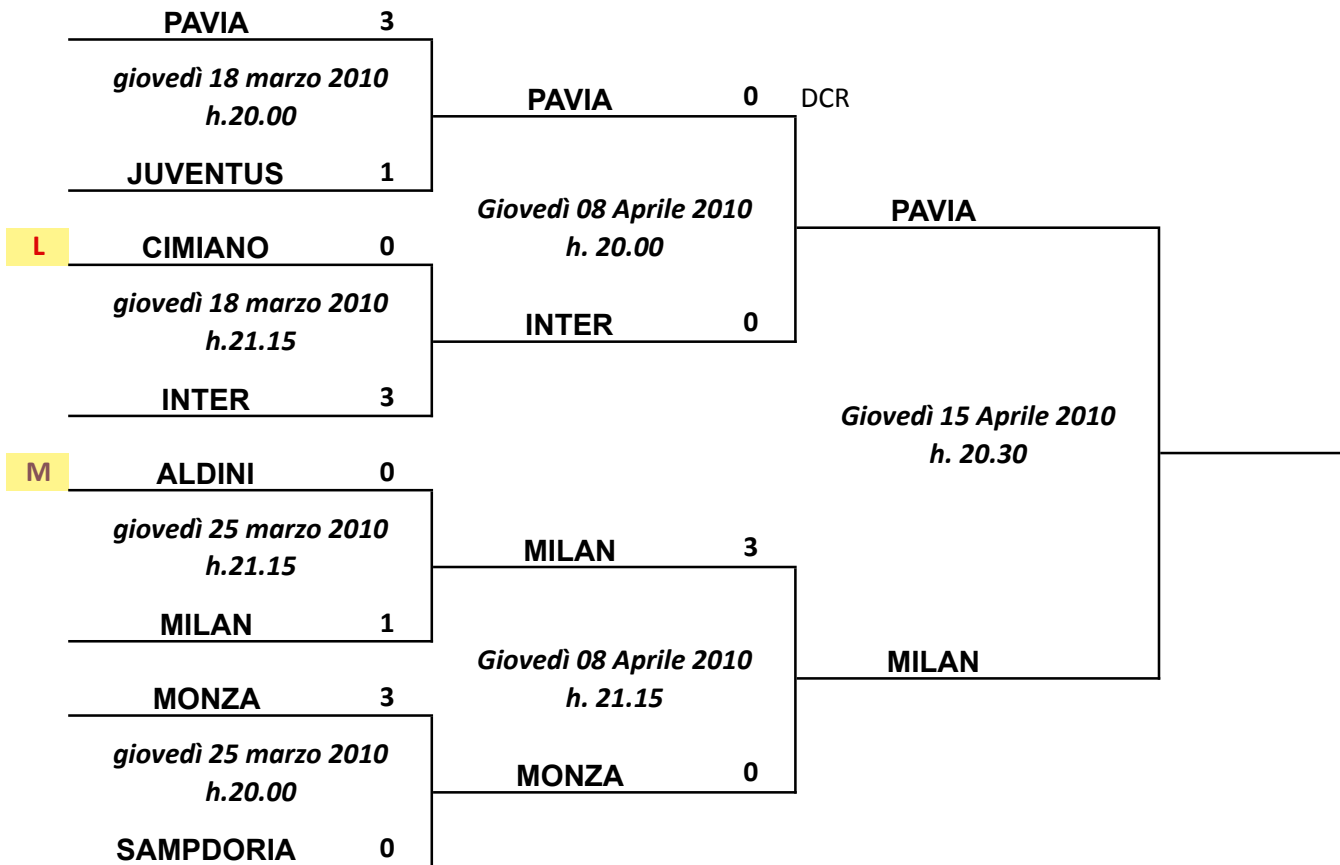 PAVIA 3
giovedì 18 marzo 2010
h.20.00
JUVENTUS 1
L CIMIANO 0
giovedì 18 marzo 2010
h.21.15
INTER 3
M ALDINI 0
giovedì 25 marzo 2010
h.21.15
MILAN 1
MONZA 3
giovedì 25 marzo 2010
h.20.00
SAMPDORIA 0
PAVIA 0 DCR
Giovedì 08 Aprile 2010
h. 20.00
INTER 0
MILAN 3
Giovedì 08 Aprile 2010
h. 21.15
MONZA 0
PAVIA
Giovedì 15 Aprile 2010
h. 20.30
MILAN